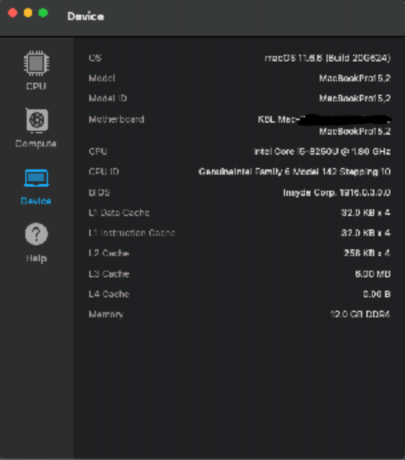 Device
OS macOS 11.6.6 (Build 20G624)
Model MacBookPro15,2
Model ID MacBookPro15,2
Motherboard KBL Mac-
MacBookPro15,2
CPU Intel Core i5-8250U @ 1.80 GHz
CPU ID GenuineIntel Family 6 Model 142 Stepping 10
BIOS Insyde Corp. 1916.0.3.0.0
L1 Data Cache 32.0 KB x 4
L1 Instruction Cache 32.0 KB x 4
L2 Cache 256 KB x 4
L3 Cache 6.00 MB
L4 Cache 0.00 B
Memory 12.0 GB DDR4
CPU
Compute
Device
Help